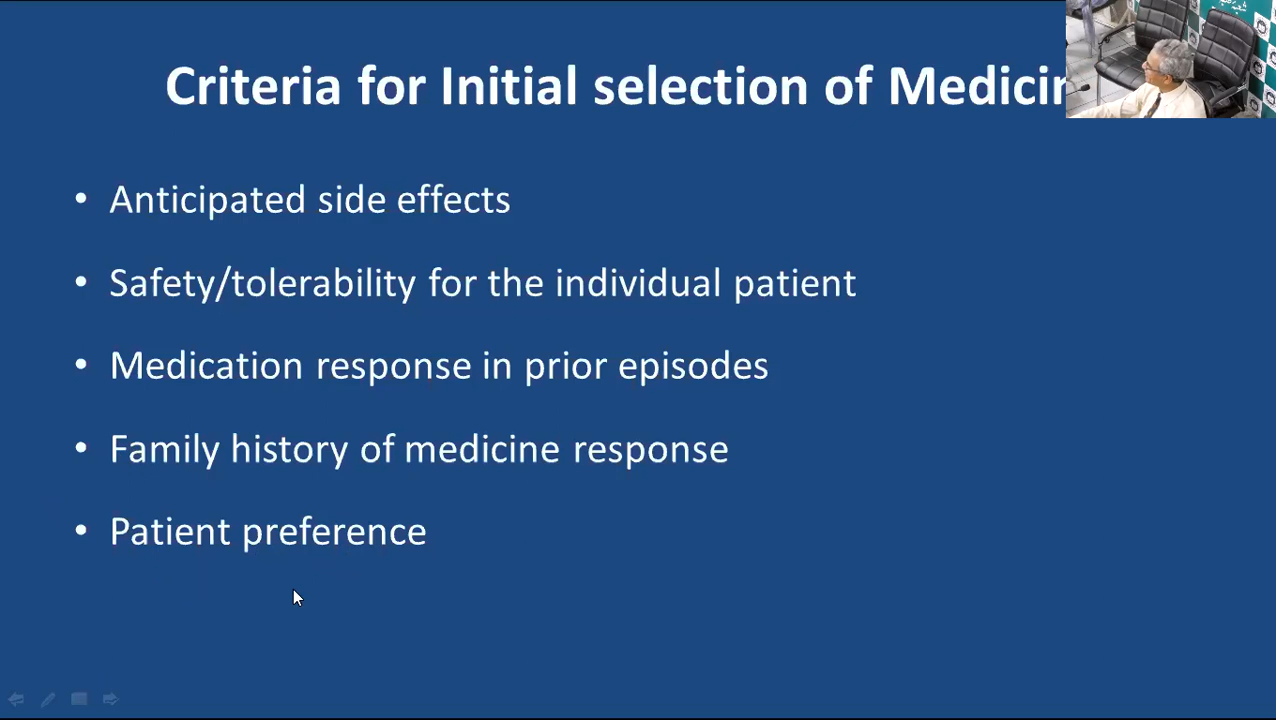 Criteria for Initial selection of Medicin
• Anticipated side effects
• Safety/tolerability for the individual patient
• Medication response in prior episodes
• Family history of medicine response
• Patient preference